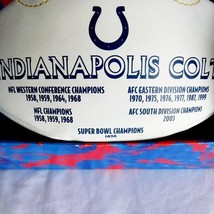 INDIANAPOLIS COLT
NFL WESTERN CONFERENCE CHAMPIONS
1958, 1959, 1964, 1968
AFC EASTERN DIVISION CHAMPIONS
1970, 1975, 1976, 1977, 1987, 1999
NFL CHAMPIONS
1958, 1959, 1968
AFC SOUTH DIVISION CHAMPIONS
2003
SUPER BOWL CHAMPIONS